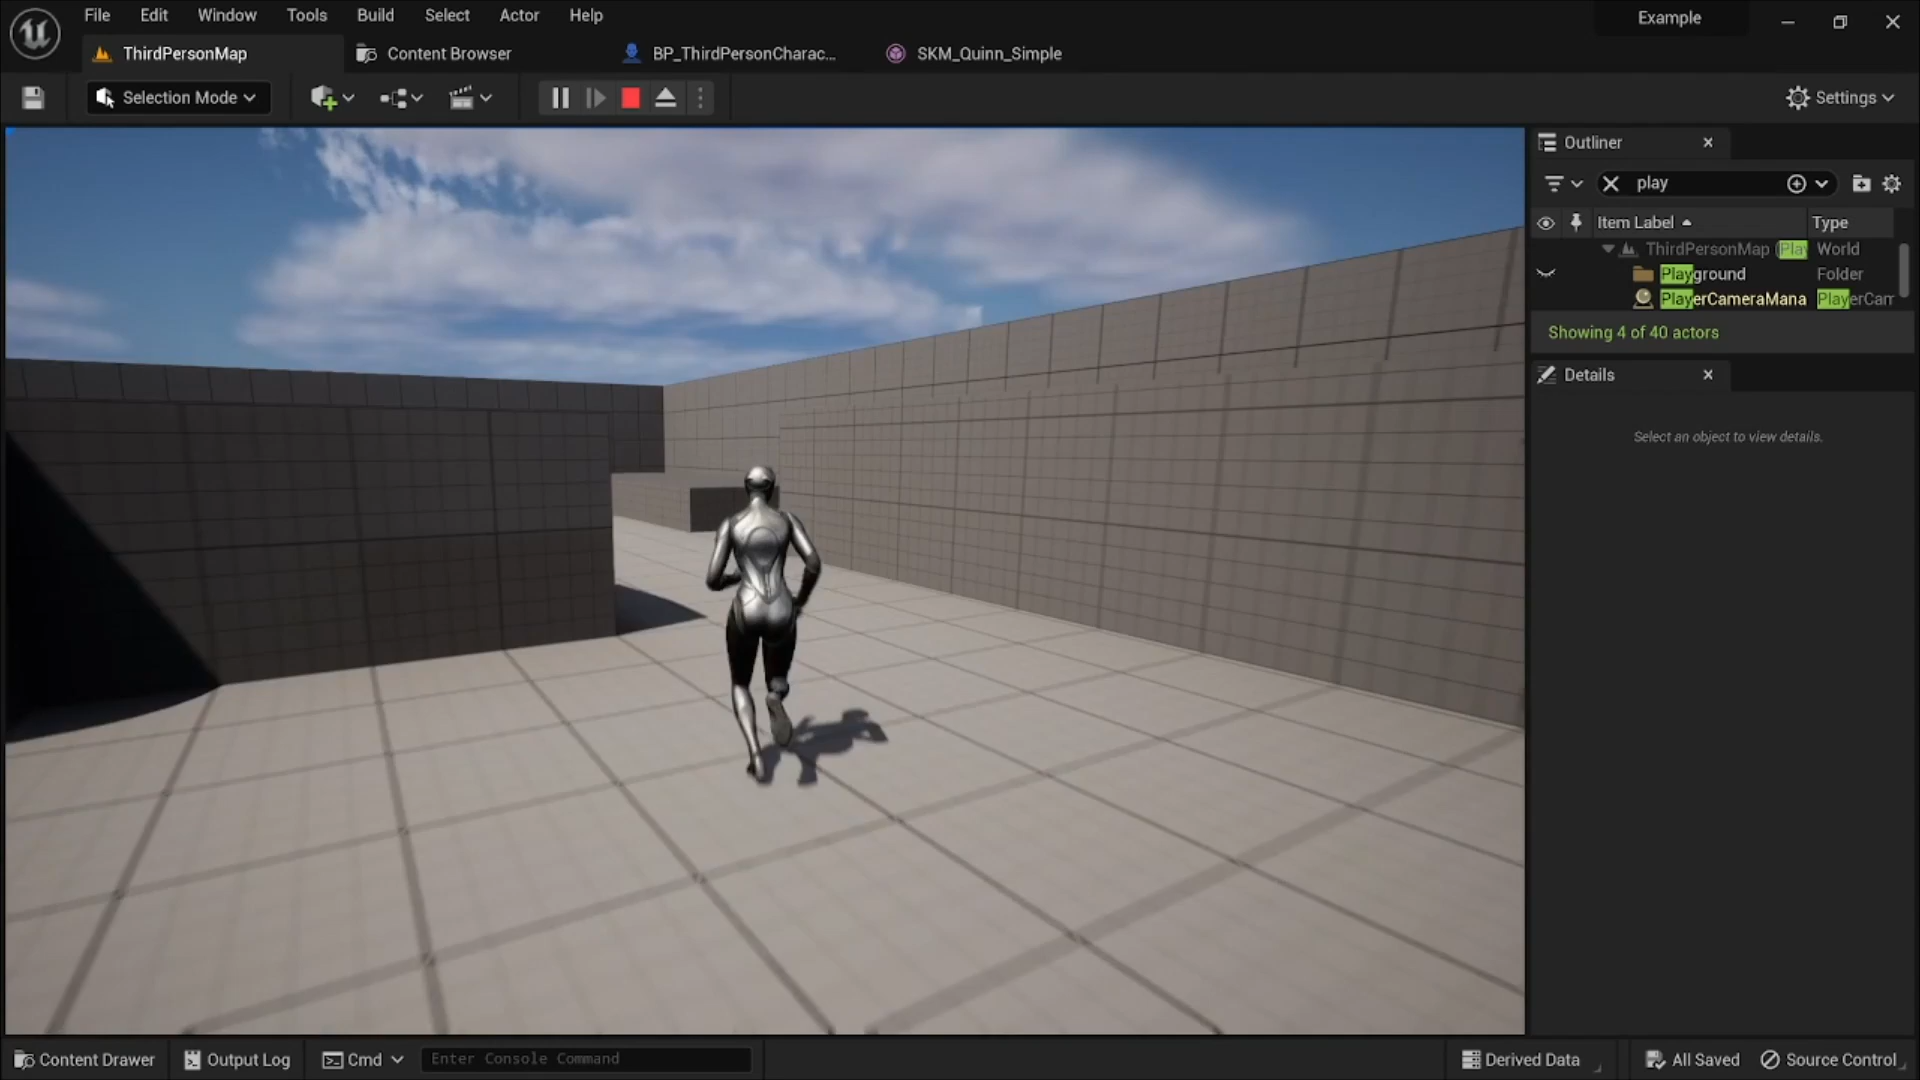 File Edit Window Tools Build Select Actor Help Example
ThirdPersonMap Content Browser BP_ThirdPersonCharac... SKM_Quinn_Simple
Selection Mode Settings
Outliner
play
Item Label Type
ThirdPersonMap (Play World
Playground Folder
PlayerCameraMana PlayerCam
Showing 4 of 40 actors
Details
Select an object to view details.
Content Drawer Output Log Cmd Enter Console Command Derived Data All Saved Source Control